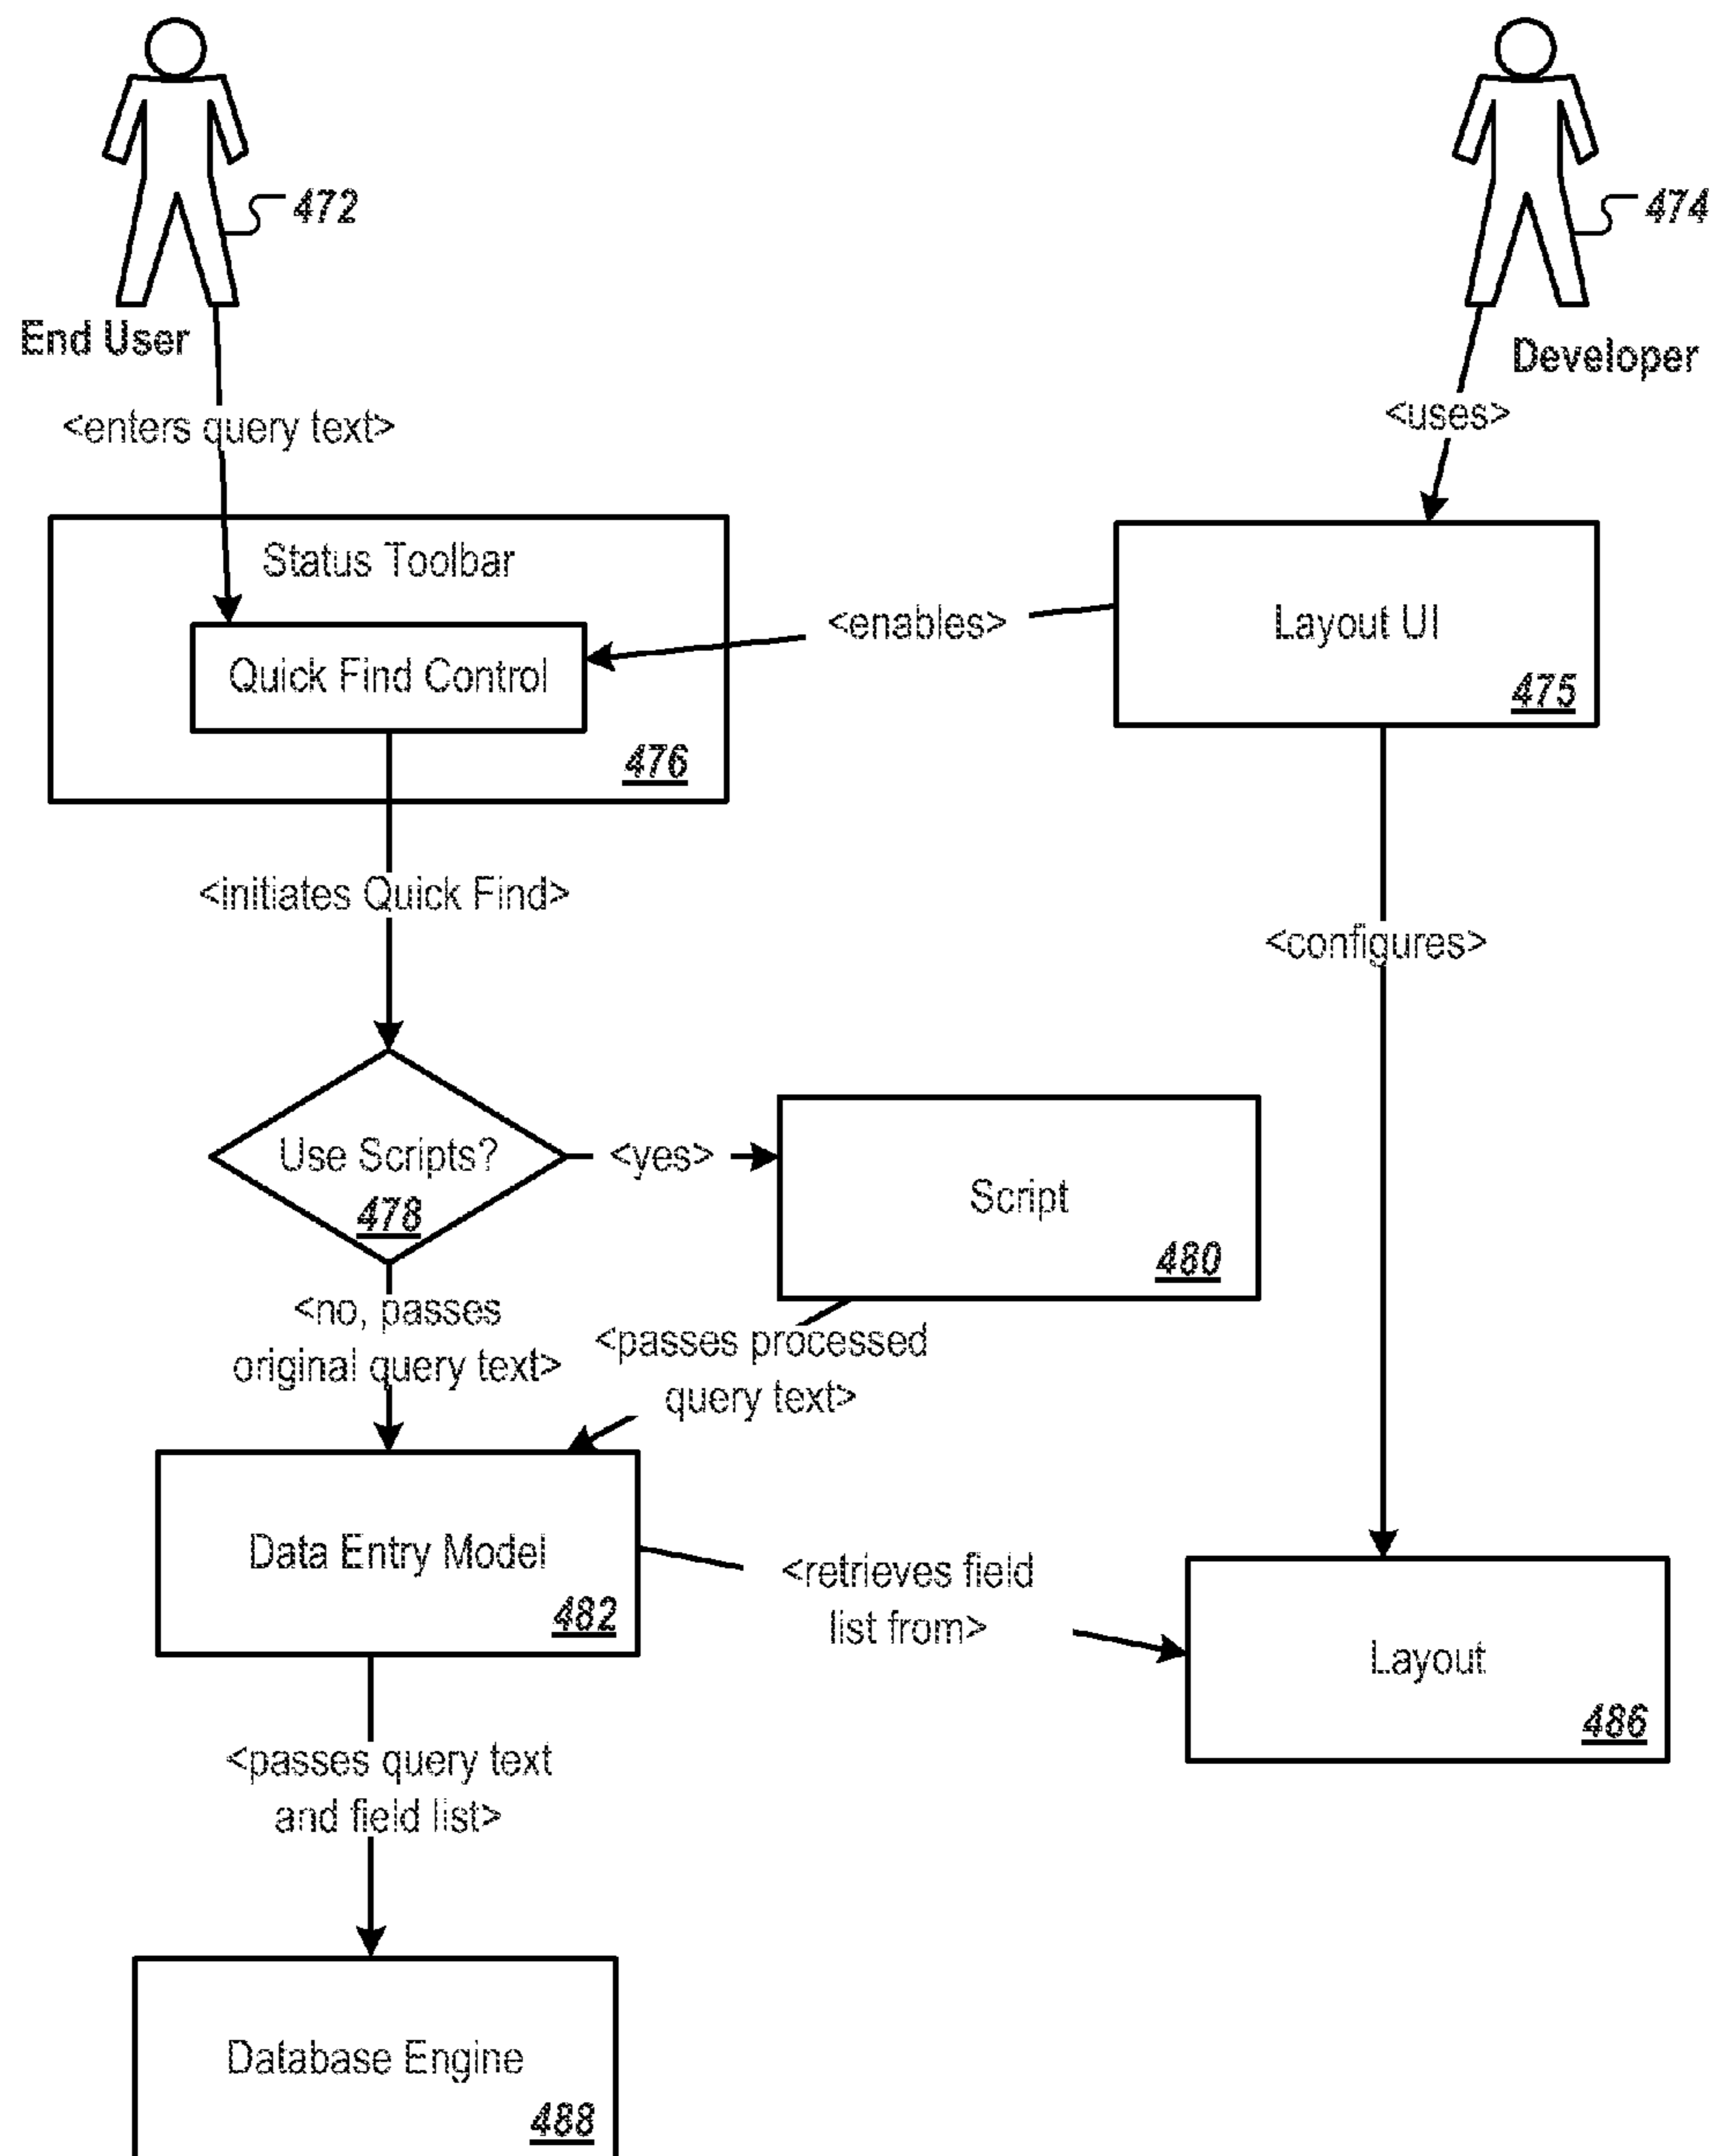 472
474
End User
Developer
<enters query text>
<uses>
Status Toolbar
Quick Find Control
476
<enables>
Layout UI
475
<initiates Quick Find>
<configures>
Use Scripts?
478
<yes>
Script
480
<no, passes
original query text>
<passes processed
query text>
Data Entry Model
482
<retrieves field
list from>
Layout
486
<passes query text
and field list>
Database Engine
488